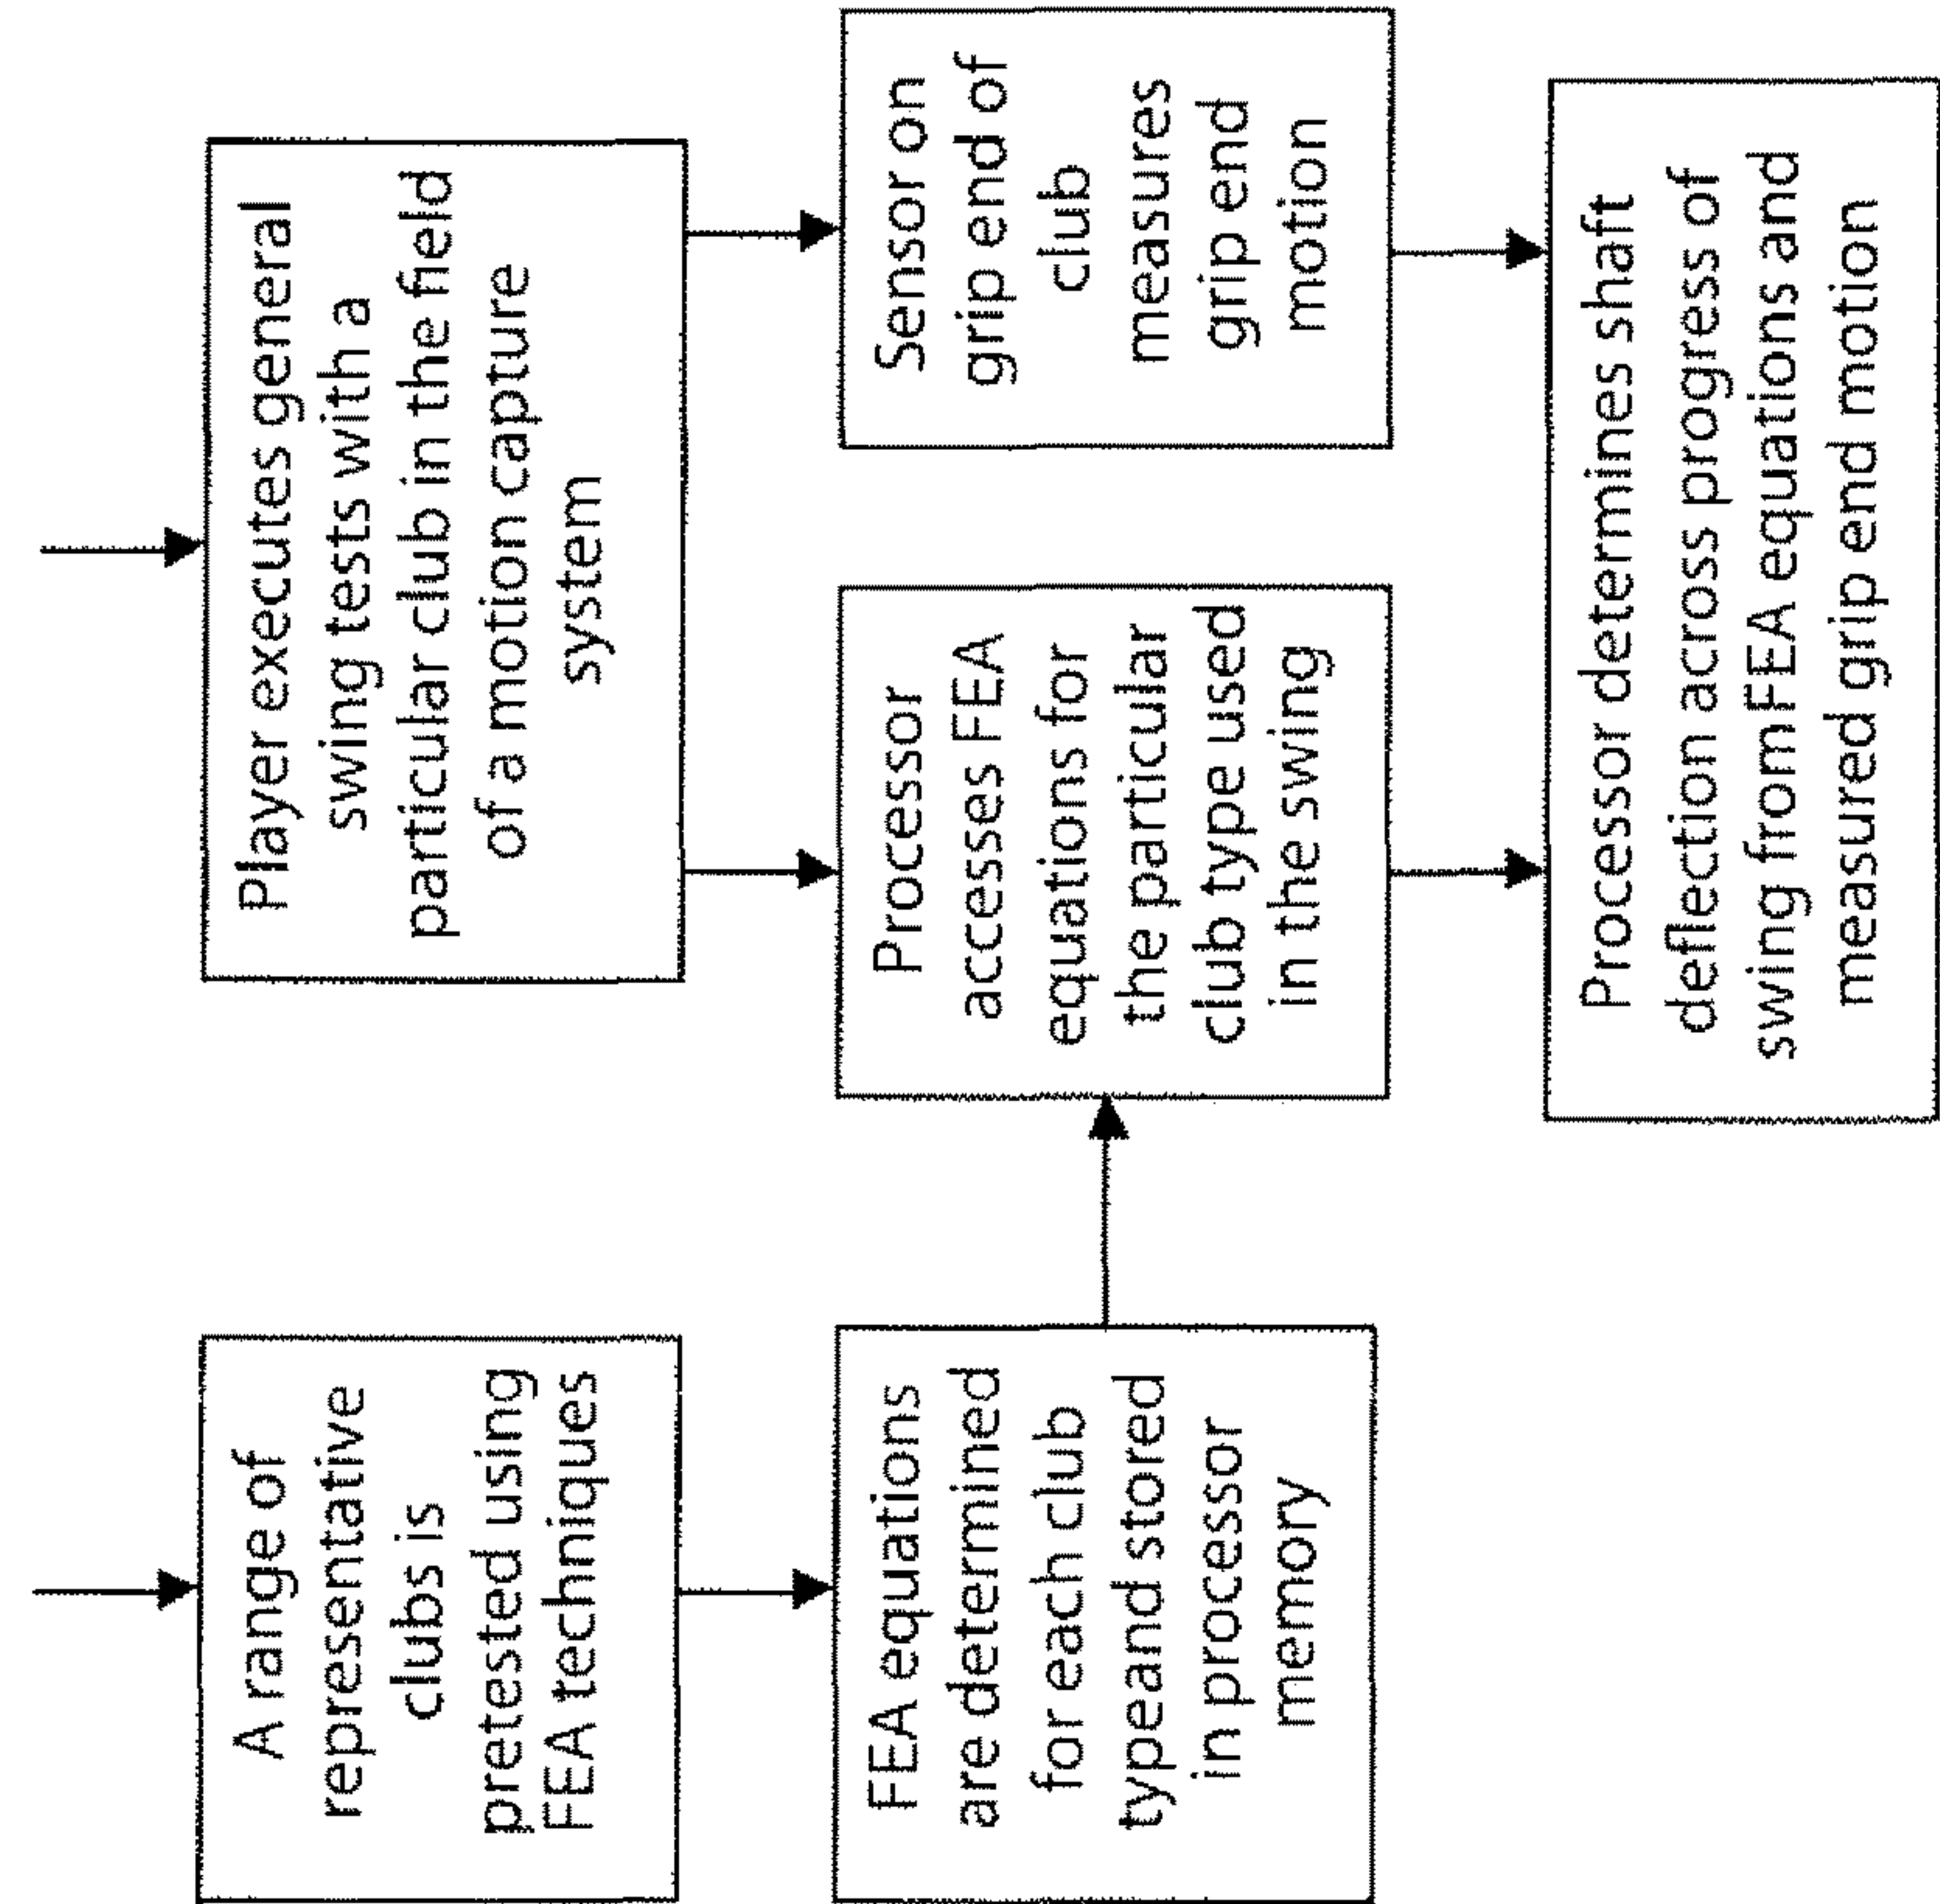 A range of
representative
clubs is
pretested using
FEA techniques
FEA equations
are determined
for each club
typeand stored
in processor
memory
Player executes general
swing tests with a
particular club in the field
of a motion capture
system
Processor
accesses FEA
equations for
the particular
club type used
in the swing
Sensor on
grip end of
club
measures
grip end
motion
Processor determines shaft
deflection across progress of
swing from FEA equations and
measured grip end motion